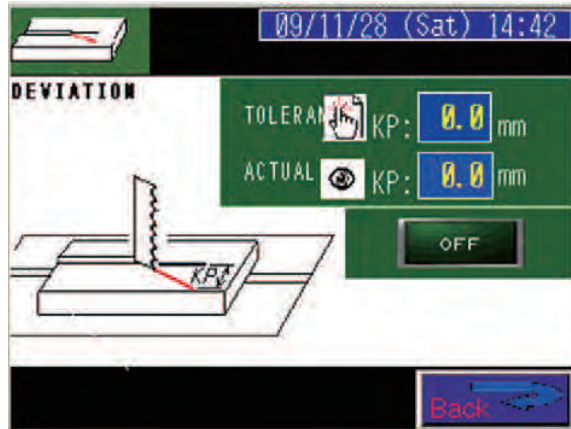 09/11/28 (Sat) 14:42
DEVIATION
TOLERAN KP: 0.0 mm
ACTUAL KP: 0.0 mm
OFF
KP
Back